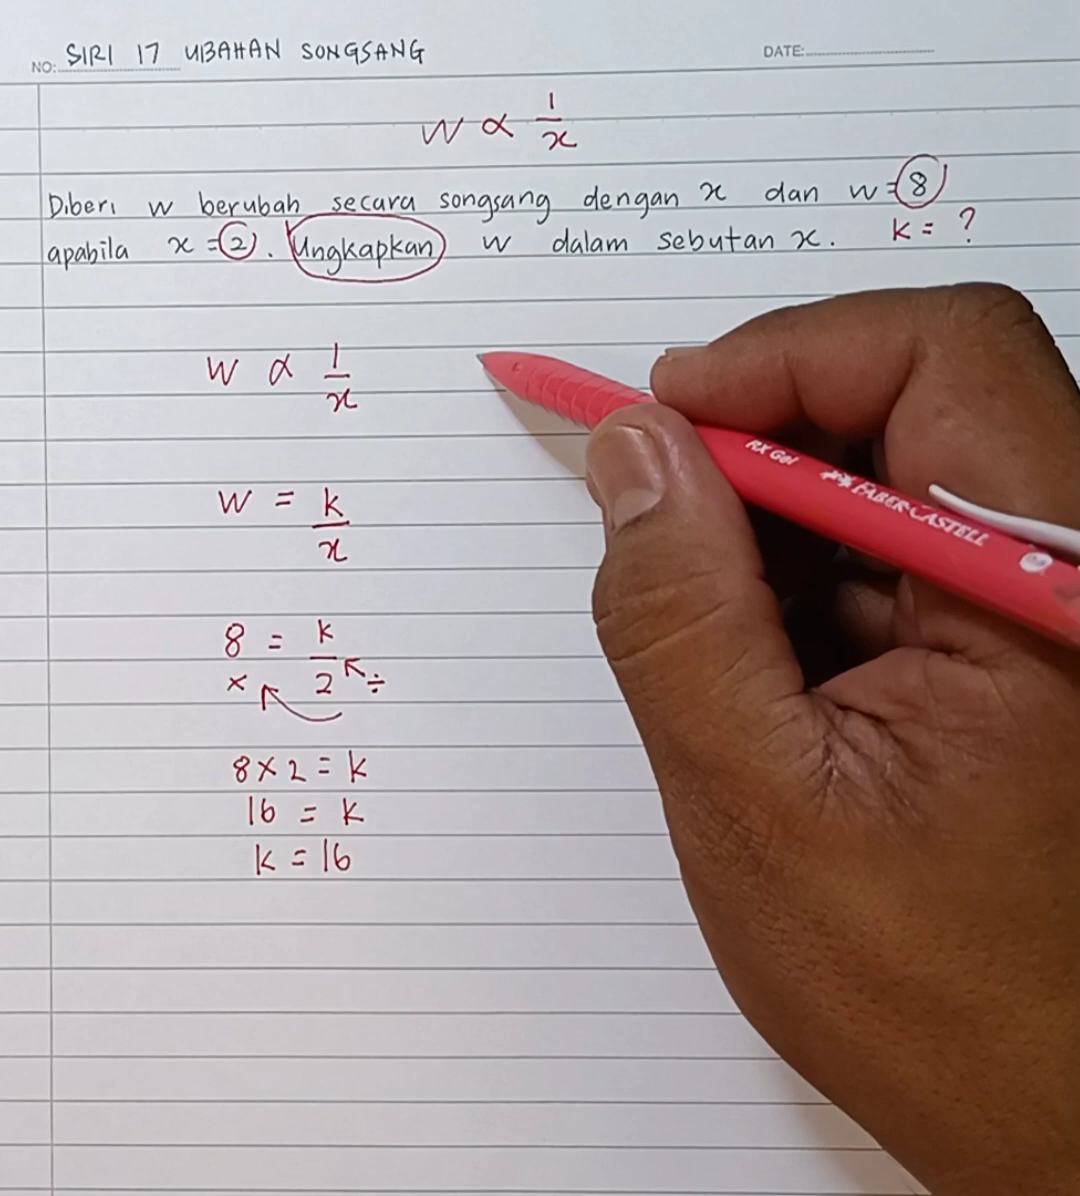 NO: SIRI 17 UBAHAN SONGSANG DATE:
W ∝ 1/x
Diberi w berubah secara songsang dengan x dan w = 8
apabila x = 2. Ungkapkan w dalam sebutan x. k = ?
W ∝ 1/x
RX Gel FABER-CASTELL
W = k/x
8 = k/2
× ÷
8 × 2 = k
16 = k
k = 16